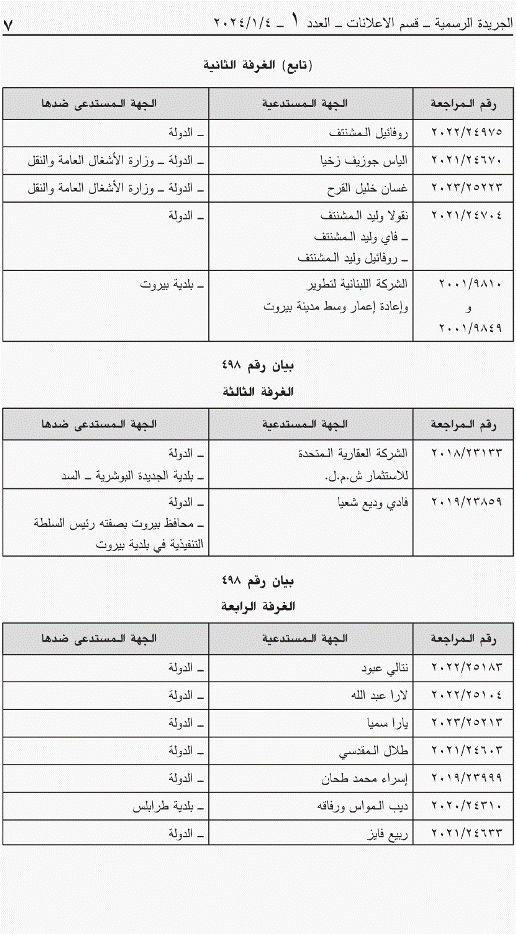 الجريدة الرسمية – قسم الاعلانات – العدد ١ – ٢٠٢٤/١/٤
٧
(تابع) الغرفة الثانية
رقم المراجعة الجهة المستدعية الجهة المستدعى ضدها
٢٠٢٢/٢٤٩٧٥ روفائيل المشنتف – الدولة
٢٠٢١/٢٤٦٧٠ الياس جوزيف زخيا – الدولة – وزارة الأشغال العامة والنقل
٢٠٢٣/٢٥٢٢٣ غسان خليل القرح – الدولة – وزارة الأشغال العامة والنقل
٢٠٢١/٢٤٧٠٤ نقولا وليد المشنتف – الدولة
– فاي وليد المشنتف
– روفائيل وليد المشنتف
٢٠٠١/٩٨١٠ الشركة اللبنانية لتطوير – بلدية بيروت
و وإعادة إعمار وسط مدينة بيروت
٢٠٠١/٩٨٤٩
بيان رقم ٤٩٨
الغرفة الثالثة
رقم المراجعة الجهة المستدعية الجهة المستدعى ضدها
٢٠١٨/٢٣١٣٣ الشركة العقارية المتحدة – الدولة
للاستثمار ش.م.ل. – بلدية الجديدة البوشرية – السد
٢٠١٩/٢٣٨٥٩ فادي وديع شعيا – الدولة
– محافظ بيروت بصفته رئيس السلطة
التنفيذية في بلدية بيروت
بيان رقم ٤٩٨
الغرفة الرابعة
رقم المراجعة الجهة المستدعية الجهة المستدعى ضدها
٢٠٢٢/٢٥١٨٣ نتالي عبود – الدولة
٢٠٢٢/٢٥١٠٤ لارا عبد الله – الدولة
٢٠٢٣/٢٥٢١٣ يارا سميا – الدولة
٢٠٢١/٢٤٦٠٣ طلال المقدسي – الدولة
٢٠١٩/٢٣٩٩٩ إسراء محمد طحان – الدولة
٢٠٢٠/٢٤٣١٠ ديب المواس ورفاقه – بلدية طرابلس
٢٠٢١/٢٤٦٣٣ ربيع فايز – الدولة